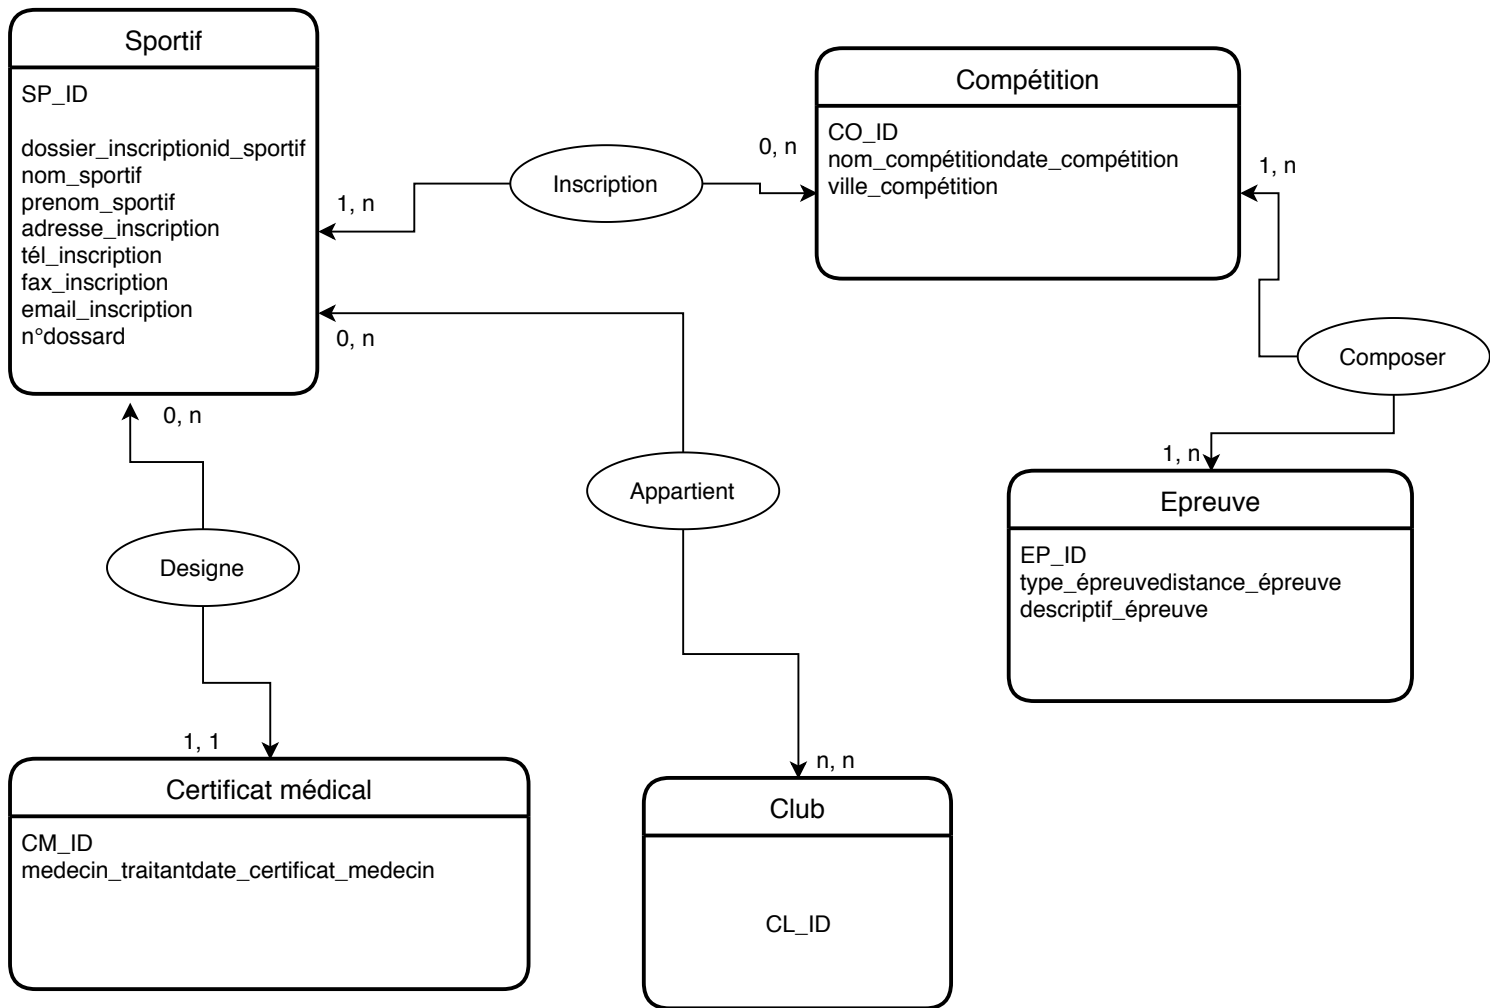 Sportif
SP_ID
dossier_inscriptionid_sportif
nom_sportif
prenom_sportif
adresse_inscription
tél_inscription
fax_inscription
email_inscription
n°dossard
Inscription
1, n
0, n
Compétition
CO_ID
nom_compétitiondate_compétition
ville_compétition
1, n
Composer
1, n
Epreuve
EP_ID
type_épreuvedistance_épreuve
descriptif_épreuve
0, n
Appartient
n, n
Club
CL_ID
0, n
Designe
1, 1
Certificat médical
CM_ID
medecin_traitantdate_certificat_medecin